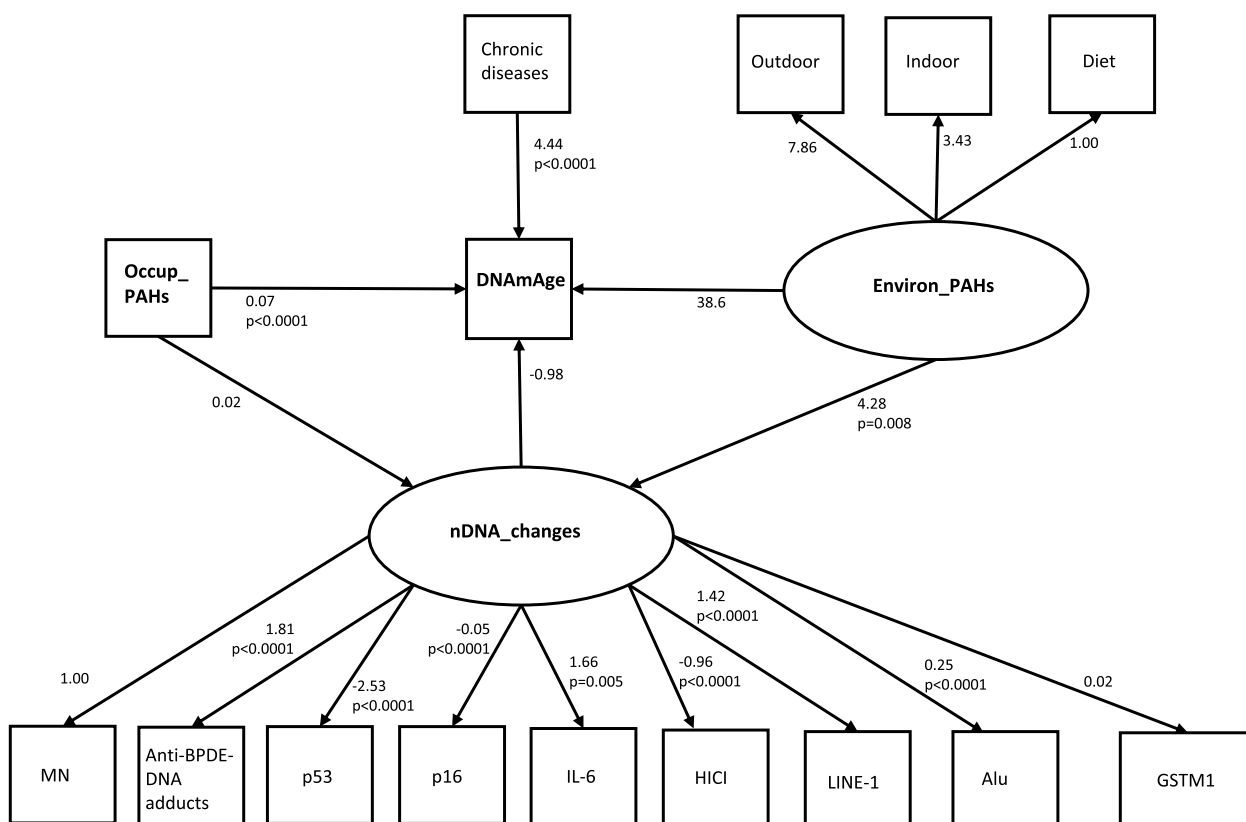 Chronic
diseases
Outdoor
Indoor
Diet
4.44
p<0.0001
7.86
3.43
1.00
Occup_
PAHs
DNAmAge
Environ_PAHs
0.07
p<0.0001
38.6
-0.98
0.02
4.28
p=0.008
nDNA_changes
1.00
1.81
p<0.0001
-2.53
p<0.0001
-0.05
p<0.0001
1.66
p=0.005
-0.96
p<0.0001
1.42
p<0.0001
0.25
p<0.0001
0.02
MN
Anti-BPDE-
DNA
adducts
p53
p16
IL-6
HICI
LINE-1
Alu
GSTM1